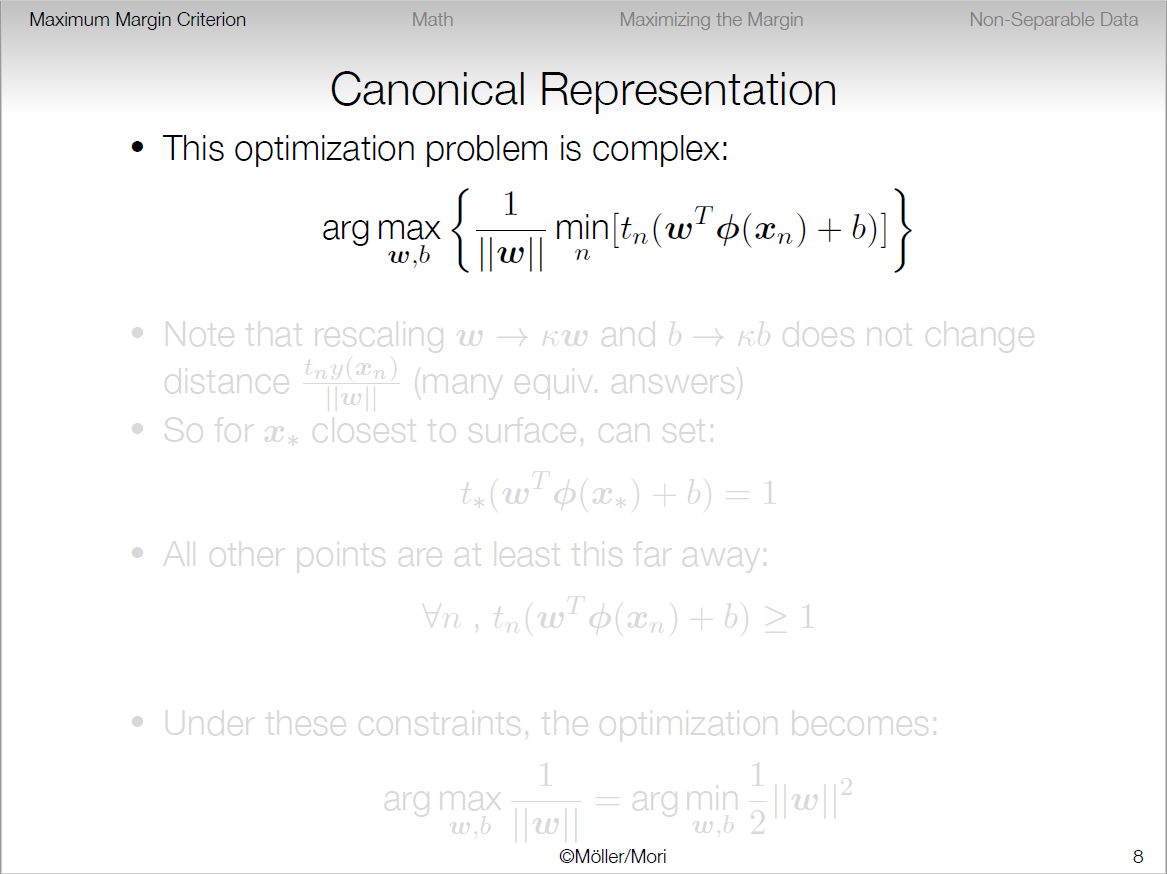 Maximum Margin Criterion Math Maximizing the Margin Non-Separable Data
Canonical Representation
• This optimization problem is complex:
arg max_{w,b} { 1/||w|| min_n [t_n(w^T ϕ(x_n) + b)] }
• Note that rescaling w → κw and b → κb does not change
distance t_n y(x_n)/||w|| (many equiv. answers)
• So for x_* closest to surface, can set:
t_*(w^T ϕ(x_*) + b) = 1
• All other points are at least this far away:
∀n , t_n(w^T ϕ(x_n) + b) ≥ 1
• Under these constraints, the optimization becomes:
arg max_{w,b} 1/||w|| = arg min_{w,b} 1/2 ||w||^2
©Möller/Mori 8